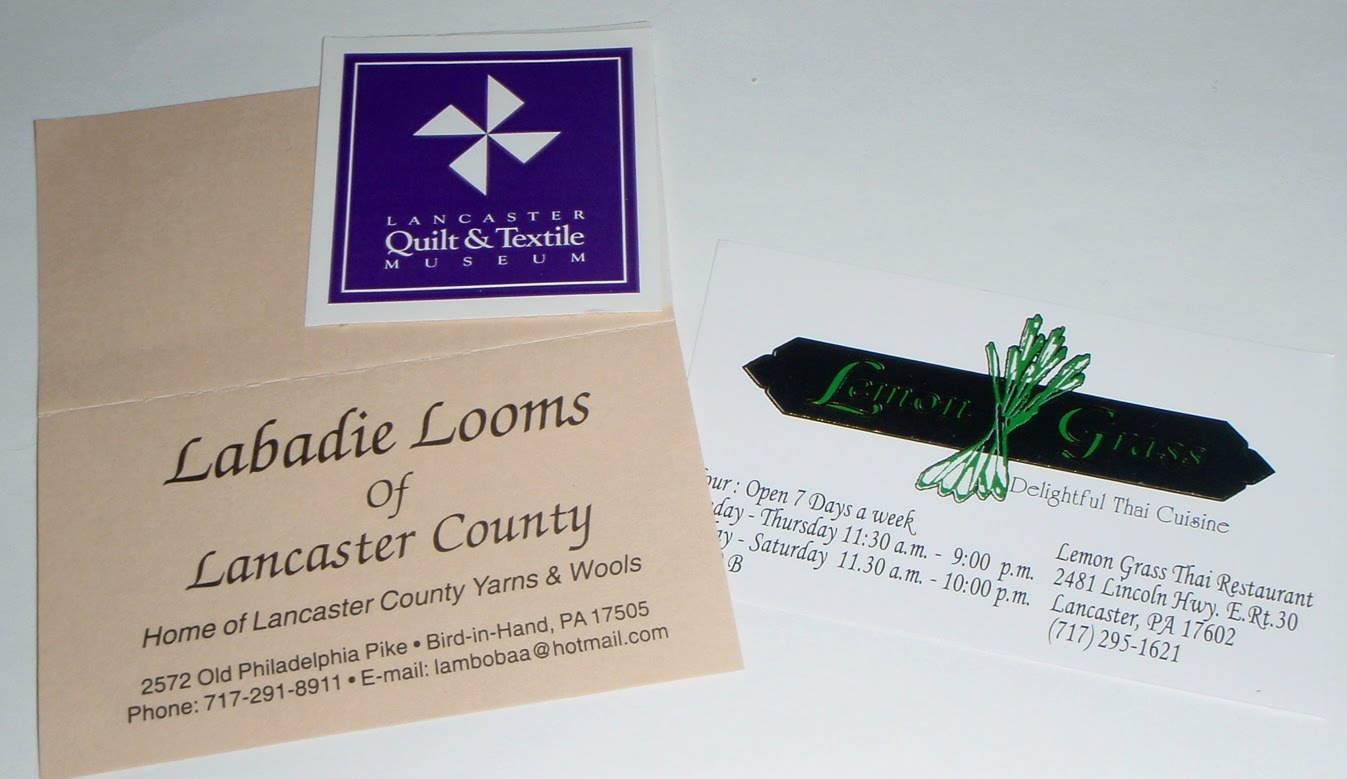 LANCASTER
Quilt & Textile
MUSEUM
Labadie Looms
Of
Lancaster County
Home of Lancaster County Yarns & Wools
2572 Old Philadelphia Pike • Bird-in-Hand, PA 17505
Phone: 717-291-8911 • E-mail: lambobaa@hotmail.com
Lemon Grass
Delightful Thai Cuisine
: Open 7 Days a week
- Thursday 11:30 a.m. - 9:00 p.m.
- Saturday 11.30 a.m. - 10:00 p.m.
B
Lemon Grass Thai Restaurant
2481 Lincoln Hwy. E.Rt.30
Lancaster, PA 17602
(717) 295-1621